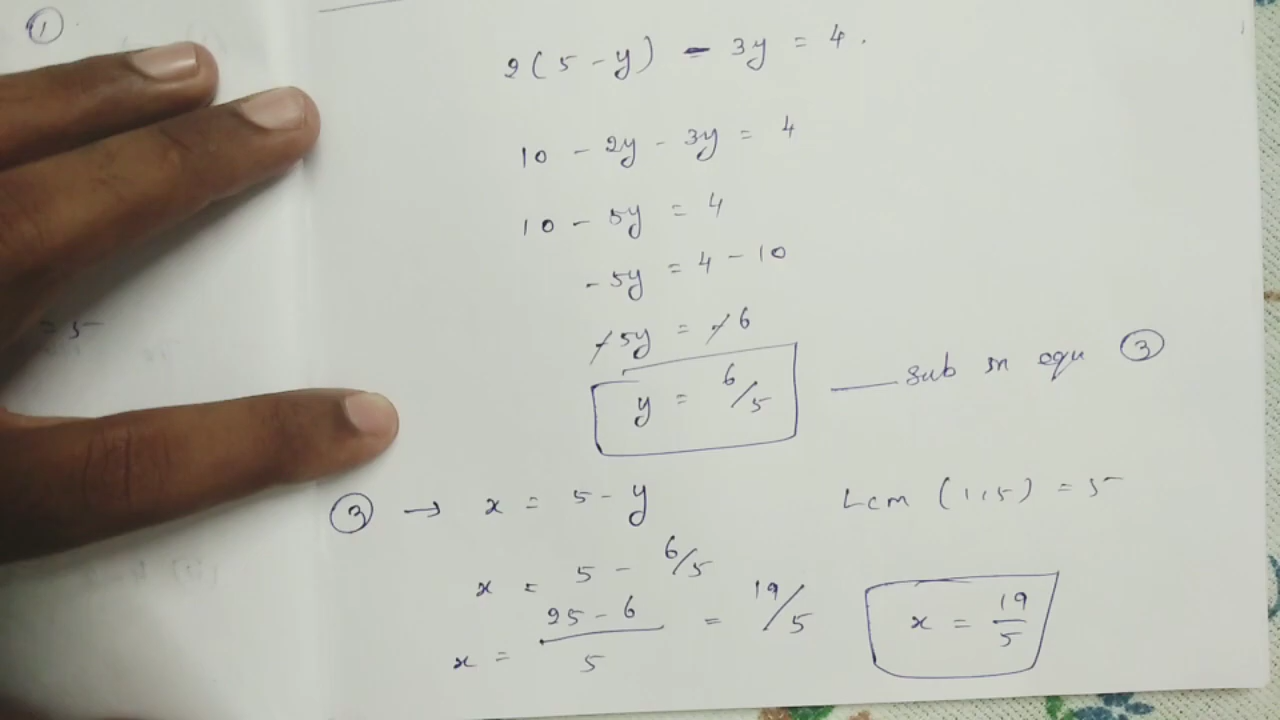 ①
2(5-y) - 3y = 4.
10 - 2y - 3y = 4
10 - 5y = 4
-5y = 4 - 10
-5y = -6
y = 6/5 — sub in equ ③
= 5
③ → x = 5 - y
Lcm (1,5) = 5
x = 5 - 6/5
x = 25 - 6 / 5 = 19/5
x = 19/5